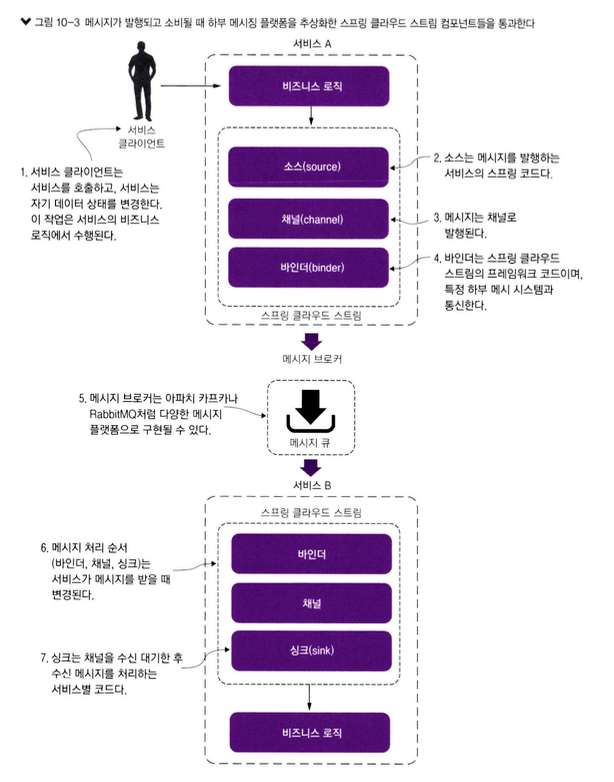 ❤ 그림 10-3 메시지가 발행되고 소비될 때 하부 메시징 플랫폼을 추상화한 스프링 클라우드 스트림 컴포넌트들을 통과한다
서비스 A
비즈니스 로직
서비스
클라이언트
1. 서비스 클라이언트는
서비스를 호출하고, 서비스는
자기 데이터 상태를 변경한다.
이 작업은 서비스의 비즈니스
로직에서 수행된다.
소스(source)
2. 소스는 메시지를 발행하는
서비스의 스프링 코드다.
채널(channel)
3. 메시지는 채널로
발행된다.
바인더(binder)
4. 바인더는 스프링 클라우드
스트림의 프레임워크 코드이며,
특정 하부 메시 시스템과
통신한다.
스프링 클라우드 스트림
메시지 브로커
5. 메시지 브로커는 아파치 카프카나
RabbitMQ처럼 다양한 메시지
플랫폼으로 구현될 수 있다.
메시지 큐
서비스 B
스프링 클라우드 스트림
6. 메시지 처리 순서
(바인더, 채널, 싱크)는
서비스가 메시지를 받을 때
변경된다.
바인더
채널
싱크(sink)
7. 싱크는 채널을 수신 대기한 후
수신 메시지를 처리하는
서비스별 코드다.
비즈니스 로직